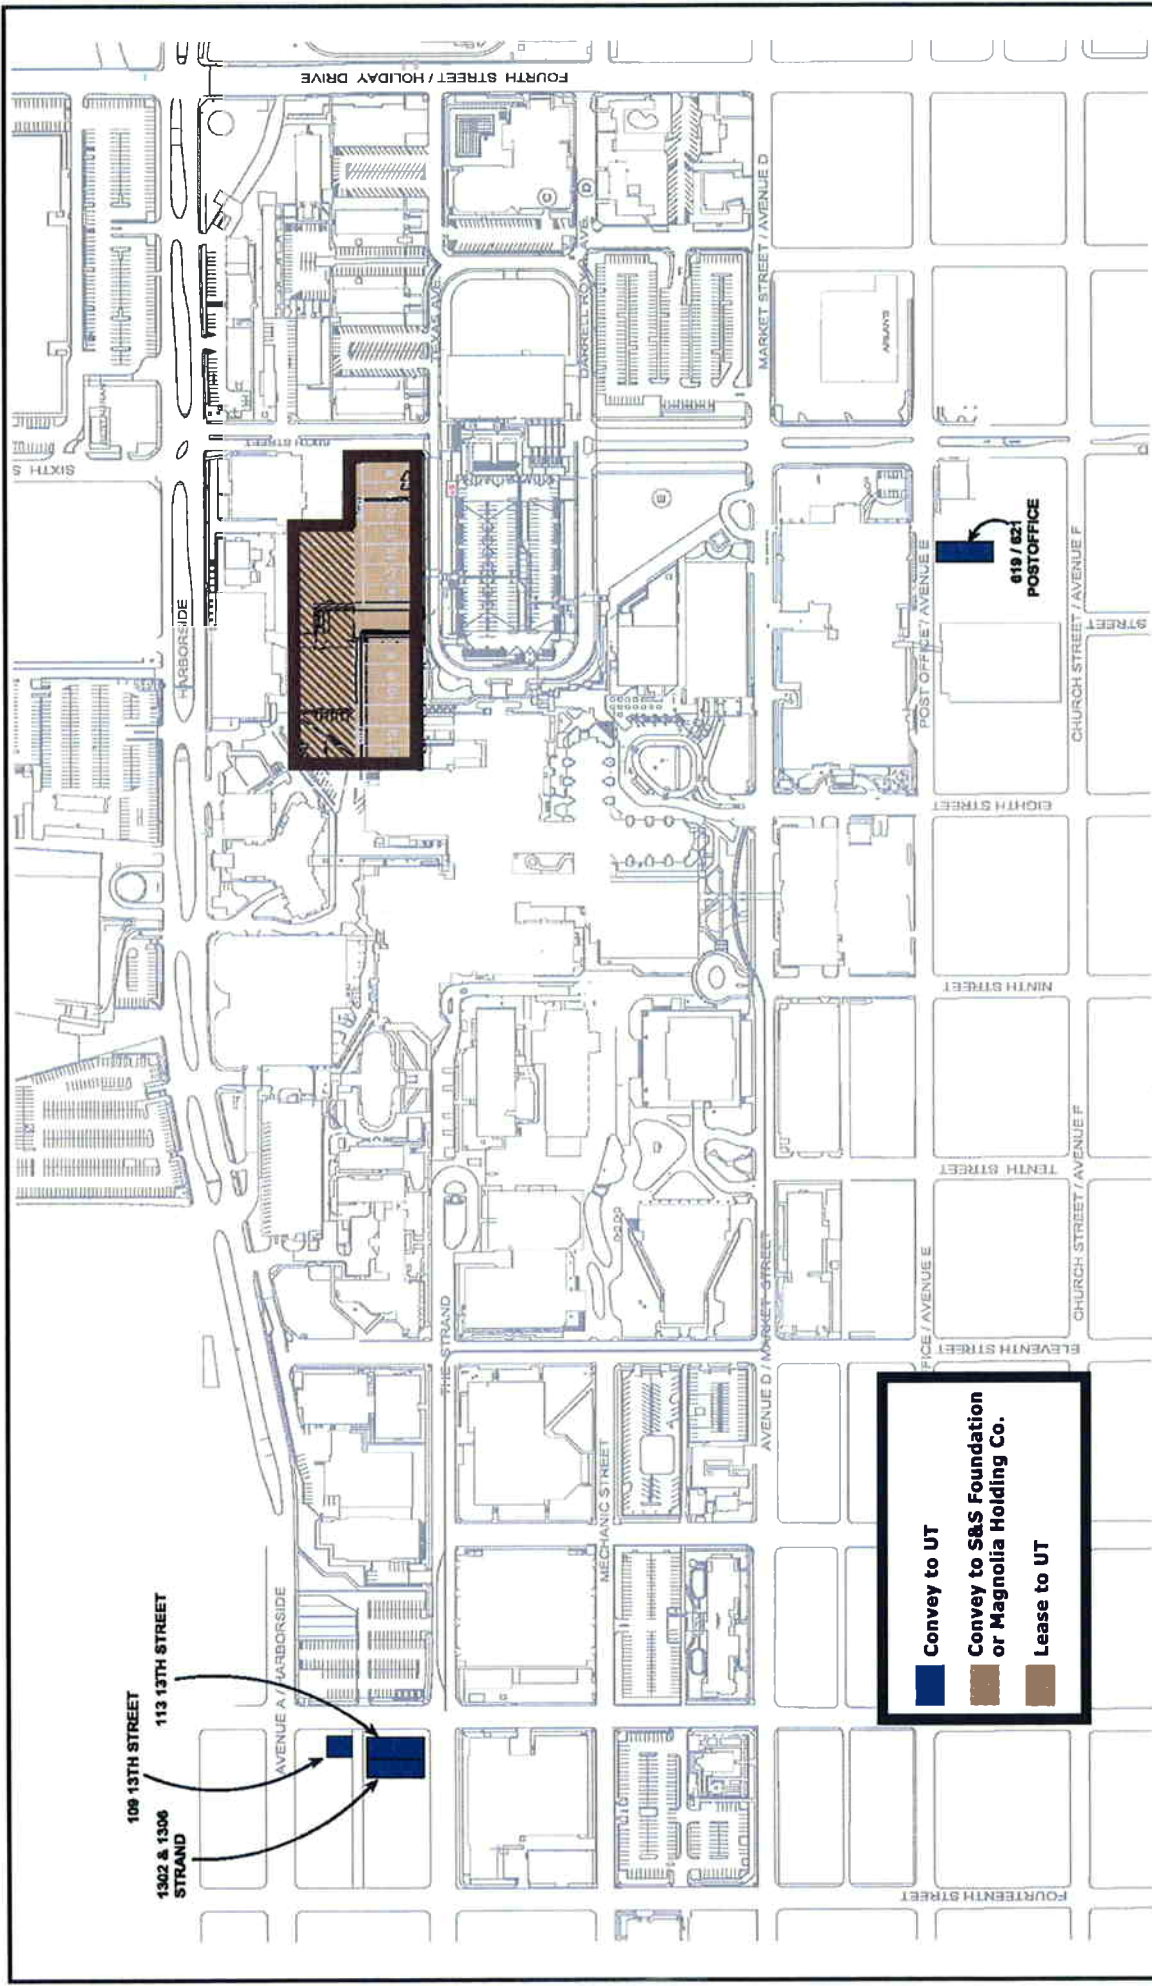 FOURTH STREET / HOLIDAY DRIVE
HARBORSIDE
SIXTH S
SIXTH STREET
TEXAS AVE.
DARRELL ROYAL AVE.
MARKET STREET / AVENUE D
C
D
E
619 / 621
POSTOFFICE
POST OFFICE / AVENUE E
CHURCH STREET / AVENUE F
STREET
EIGHTH STREET
NINTH STREET
TENTH STREET
CHURCH STREET / AVENUE F
ELEVENTH STREET
FICE / AVENUE E
AVENUE D / MARKET STREET
THE STRAND
MECHANIC STREET
AVENUE A / HARBORSIDE
109 13TH STREET
113 13TH STREET
1302 & 1306
STRAND
FOURTEENTH STREET
Convey to UT
Convey to S&S Foundation
or Magnolia Holding Co.
Lease to UT